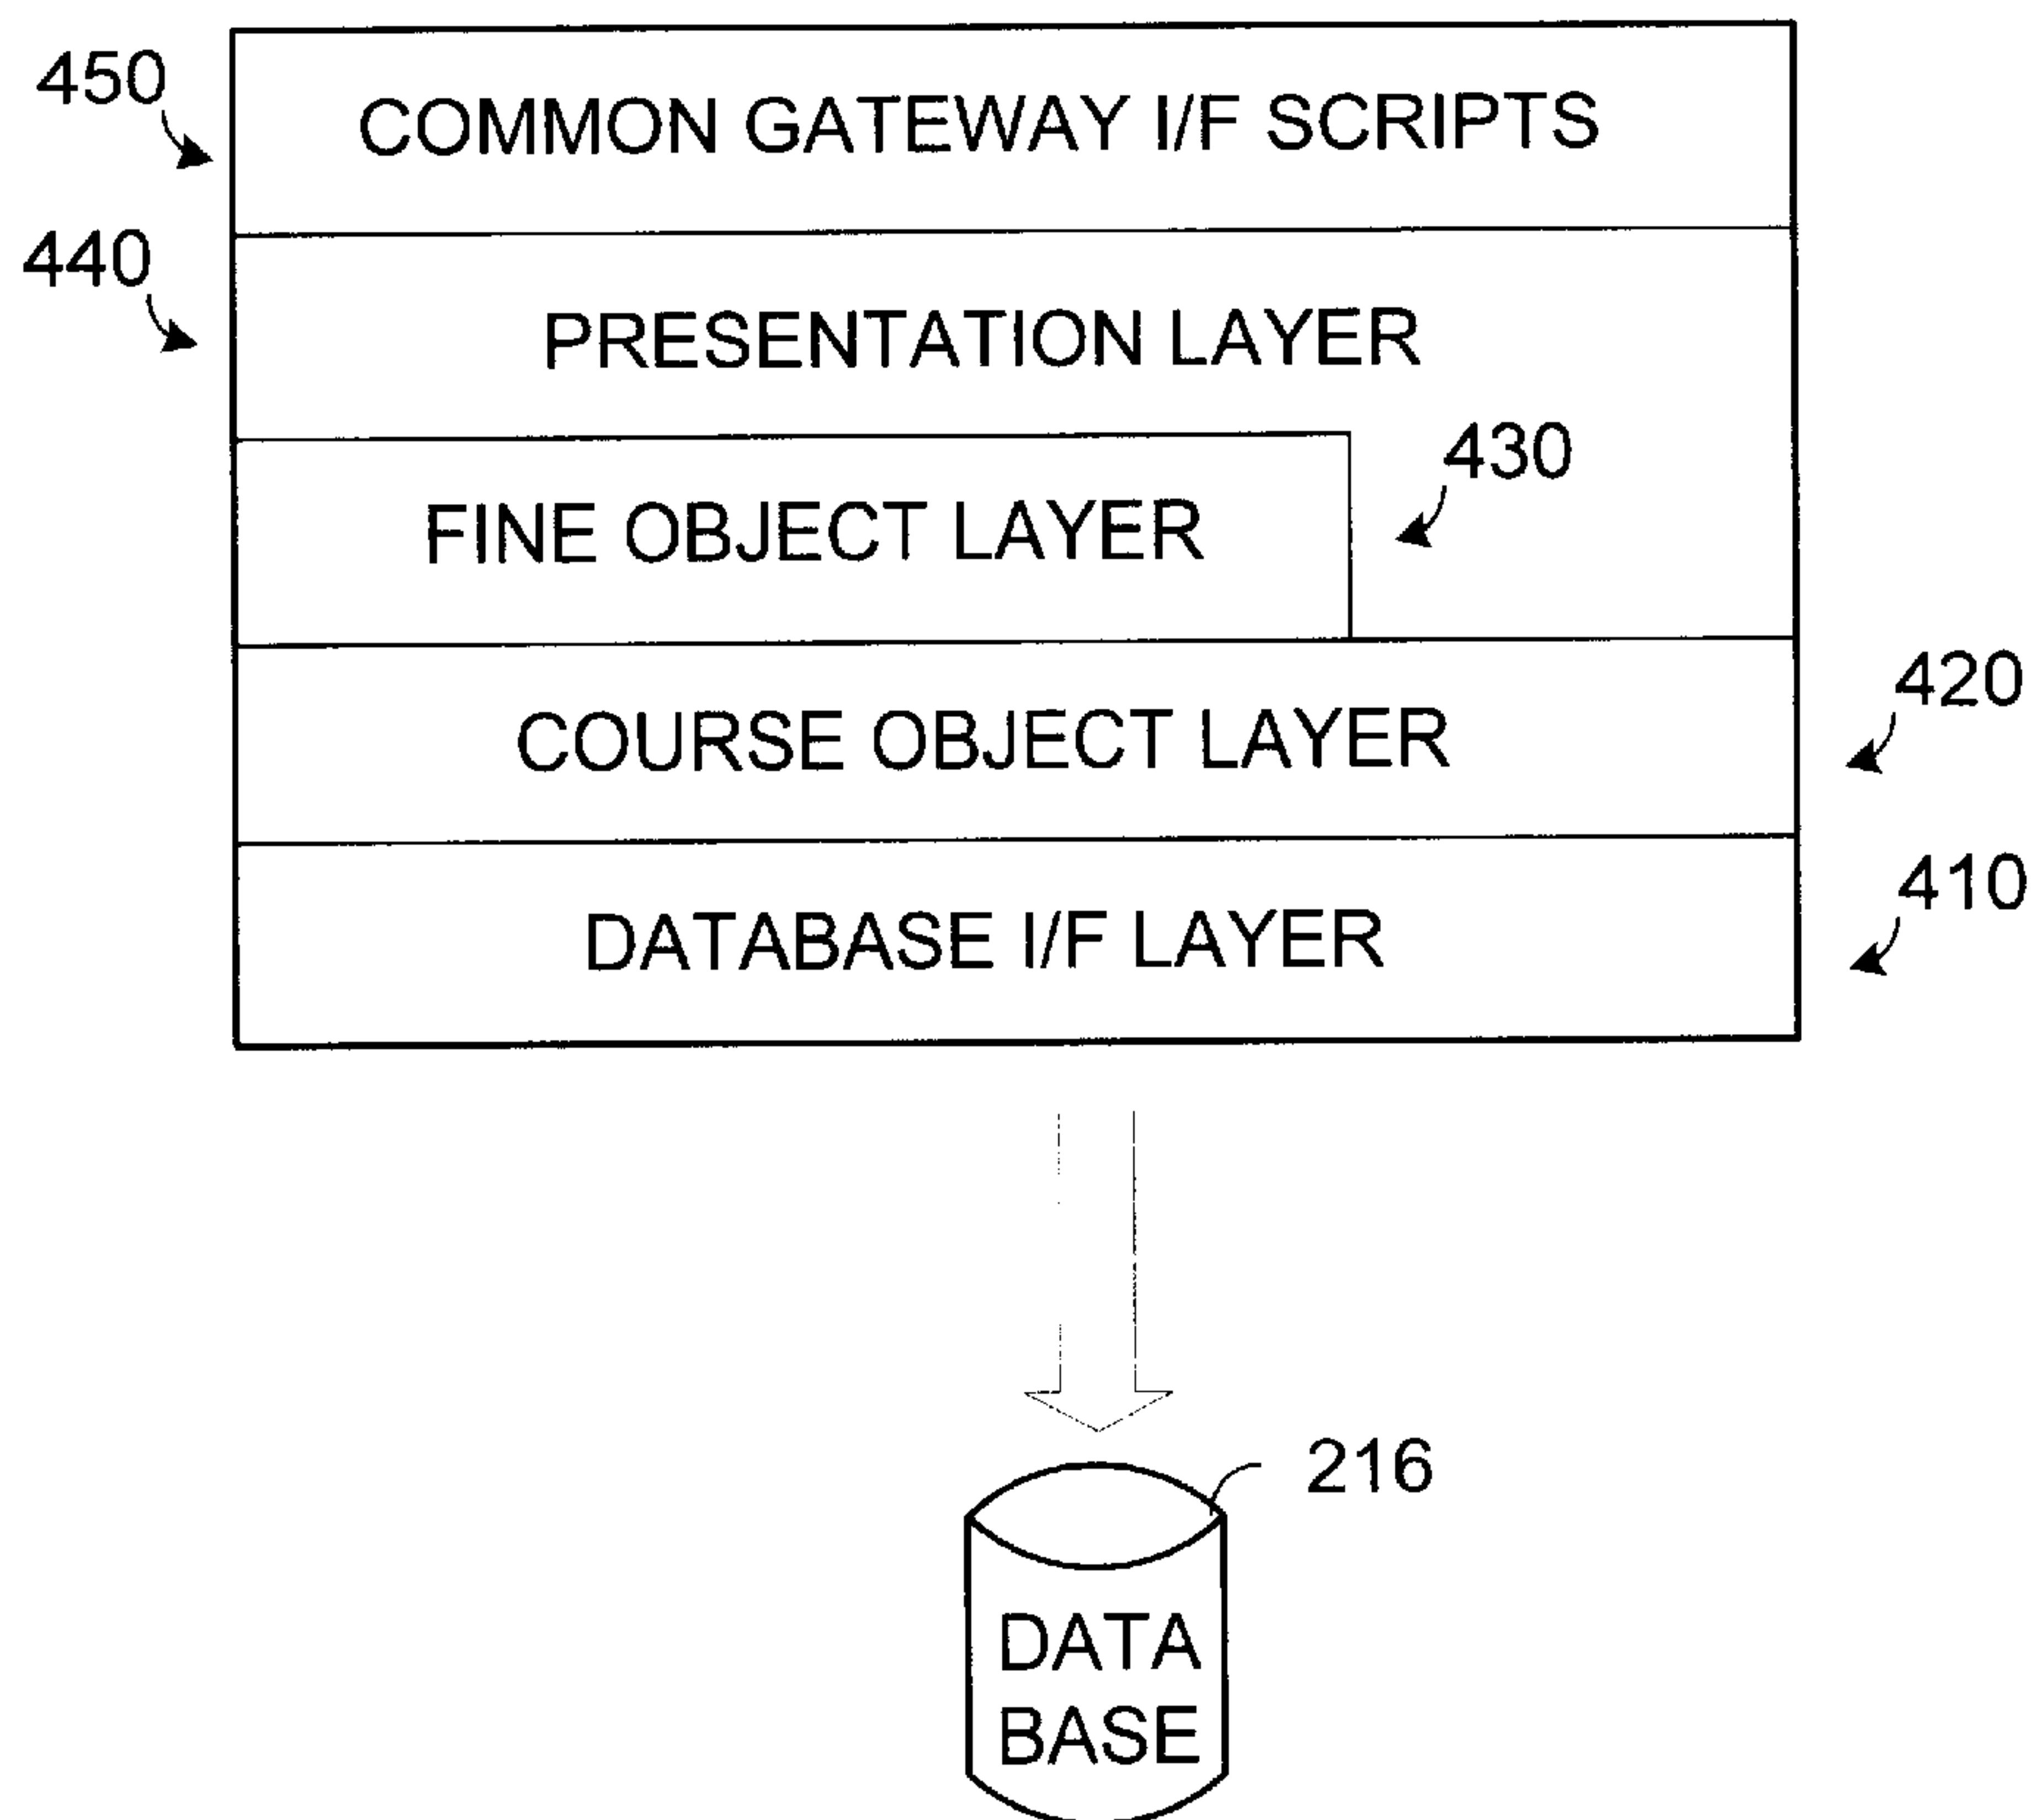 450
COMMON GATEWAY I/F SCRIPTS
440
PRESENTATION LAYER
430
FINE OBJECT LAYER
420
COURSE OBJECT LAYER
410
DATABASE I/F LAYER
216
DATA
BASE